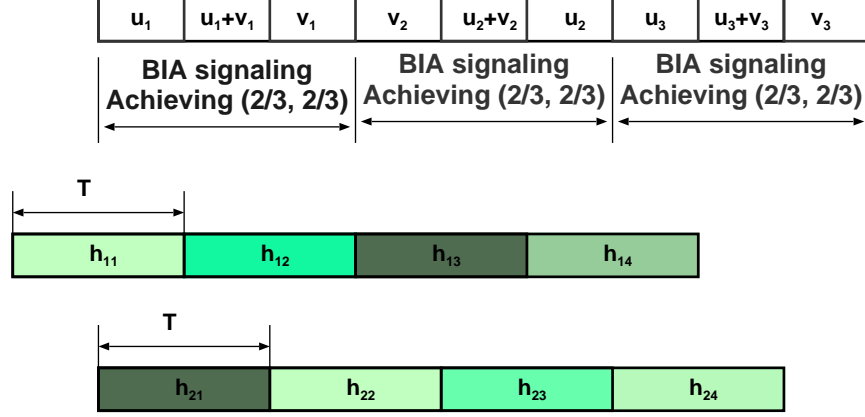 u₁ u₁+v₁ v₁ v₂ u₂+v₂ u₂ u₃ u₃+v₃ v₃
BIA signaling BIA signaling BIA signaling
Achieving (2/3, 2/3) Achieving (2/3, 2/3) Achieving (2/3, 2/3)
T
h₁₁ h₁₂ h₁₃ h₁₄
T
h₂₁ h₂₂ h₂₃ h₂₄